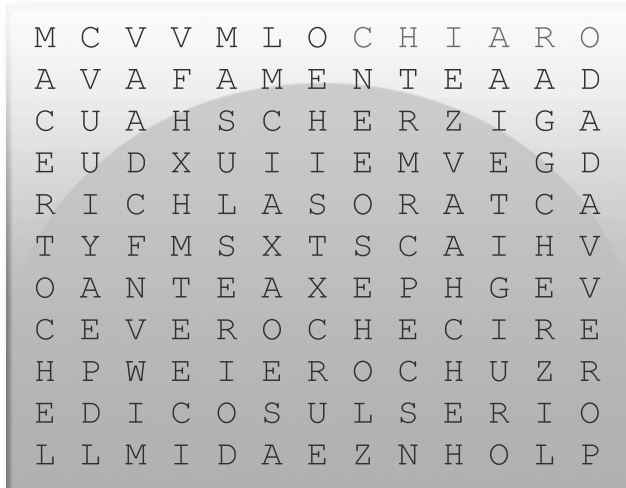 M C V V M L O C H I A R O
A V A F A M E N T E A A D
C U A H S C H E R Z I G A
E U D X U I I E M V E G D
R I C H L A S O R A T C A
T Y F M S X T S C A I H V
O A N T E A X E P H G E V
C E V E R O C H E C I R E
H P W E I E R O C H U Z R
E D I C O S U L S E R I O
L L M I D A E Z N H O L P